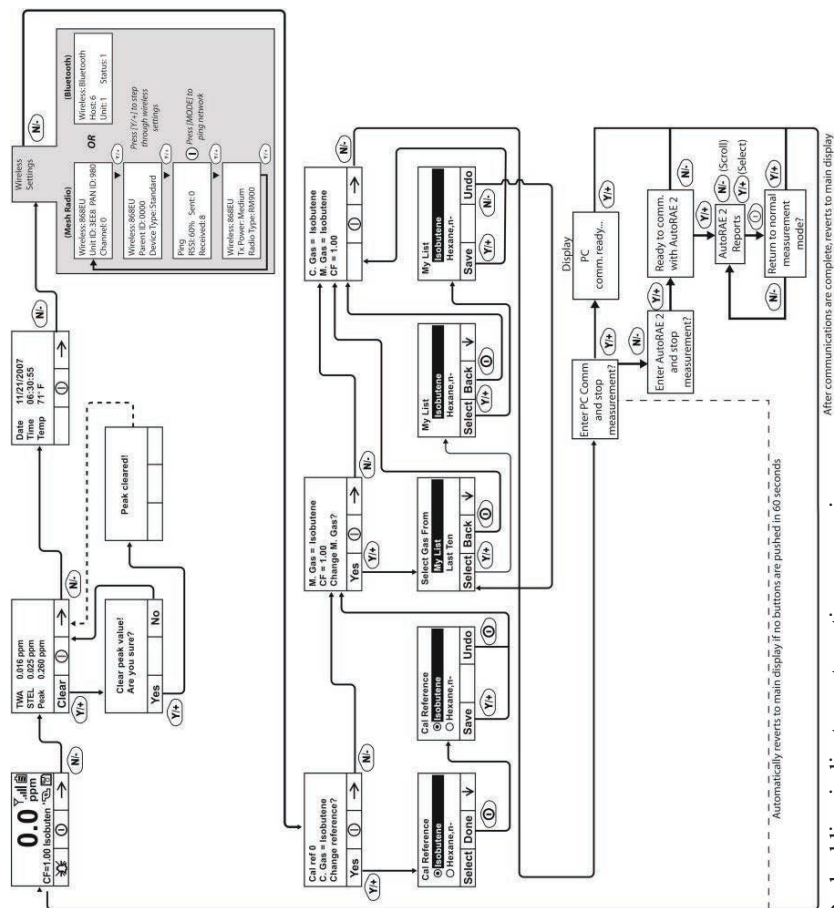 0.0 ppm
CF=1.00 Isobuten
N/-
TWA 0.016 ppm
STEL 0.025 ppm
Peak 0.260 ppm
Clear
Y/+
N/-
Clear peak value!
Are you sure?
Yes No
Y/+
Peak cleared!
Date 11/21/2007
Time 06:30:55
Temp 71° F
N/-
Wireless
Settings
N/-
(Mesh Radio)
Wireless: 868EU
Unit ID: 3EE8 PAN ID: 980
Channel: 0
Y/+
OR
(Bluetooth)
Wireless: Bluetooth
Host: 6
Unit: 1 Status: 1
Wireless: 868EU
Parent ID: 0000
Device Type: Standard
Y/+
Press [Y/+] to step
through wireless
settings
Ping
RSSI: 60% Sent: 0
Received: 8
Y/+
Press [MODE] to
ping network
Wireless: 868EU
Tx Power: Medium
Radio Type: RM900
Y/+
Cal ref 0
C. Gas = Isobutene
Change reference?
Yes
Y/+
N/-
Cal Reference
Isobutene
Hexane,n-
Select Done
Cal Reference
Isobutene
Hexane,n-
Save Undo
Y/+
M. Gas = Isobutene
CF = 1.00
Change M. Gas?
Yes
Y/+
N/-
Select Gas From
My List
Last Ten
Select Back
Y/+
My List
Isobutene
Hexane,n-
Select Back
Y/+
C. Gas = Isobutene
M. Gas = Isobutene
CF = 1.00
N/-
My List
Isobutene
Hexane,n-
Save Undo
Y/+ N/-
Enter PC Comm
and stop
measurement?
Y/+
N/-
Display
PC
comm. ready...
Y/+
Enter AutoRAE 2
and stop
measurement?
Y/+
Ready to comm.
with AutoRAE 2
N/-
Y/+
AutoRAE 2
Reports
N/- (Scroll)
Y/+ (Select)
Return to normal
measurement
mode?
N/-
Y/+
Automatically reverts to main display if no buttons are pushed in 60 seconds
After communications are complete, reverts to main display